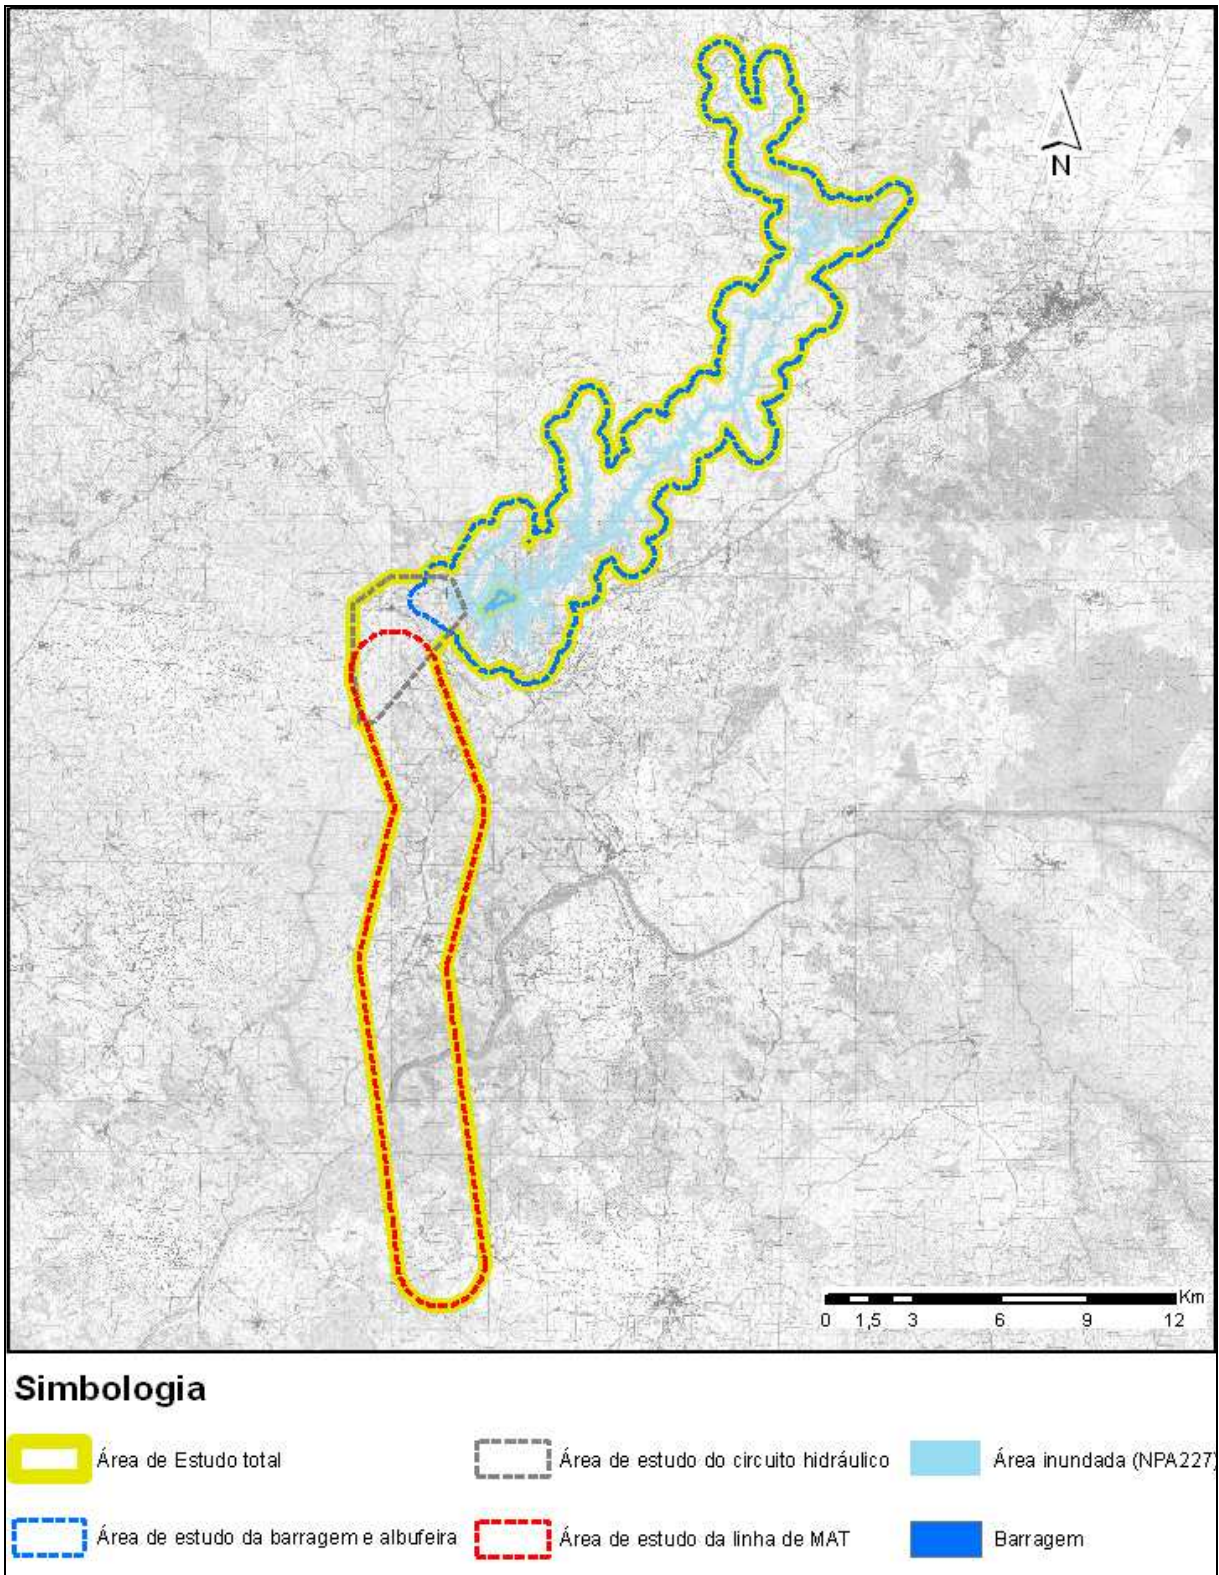 N
Km
0 1,5 3 6 9 12
Simbologia
Área de Estudo total
Área de estudo do circuito hidráulico
Área inundada (NPA227)
Área de estudo da barragem e albufeira
Área de estudo da linha de MAT
Barragem